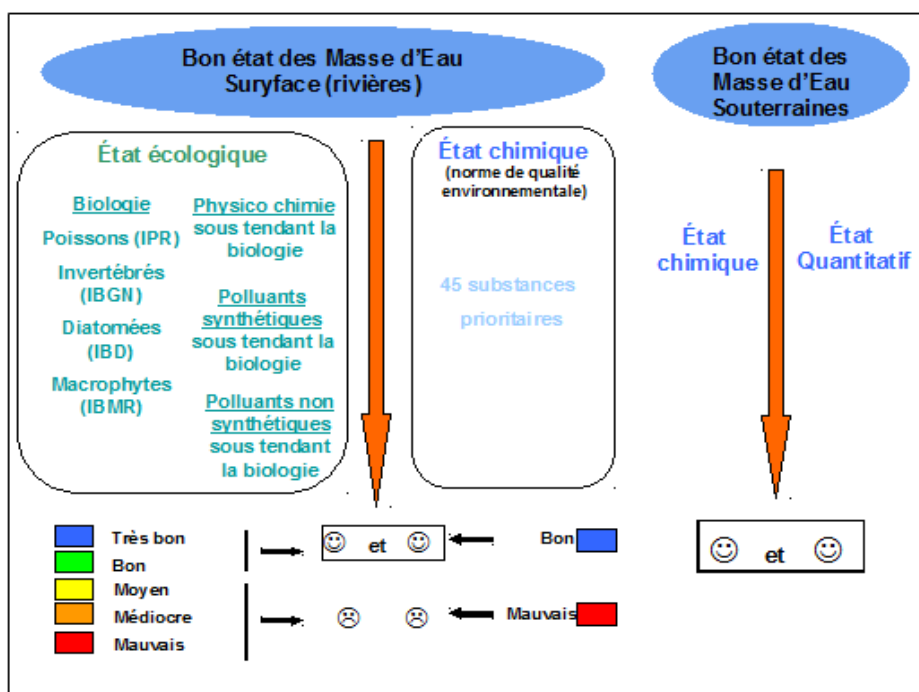 Bon état des Masse d'Eau
Suryface (rivières)
Bon état des
Masse d'Eau
Souterraines
État écologique
Biologie
Poissons (IPR)
Invertébrés
(IBGN)
Diatomées
(IBD)
Macrophytes
(IBMR)
Physico chimie
sous tendant la
biologie
Polluants
synthétiques
sous tendant la
biologie
Polluants non
synthétiques
sous tendant
la biologie
État chimique
(norme de qualité
environnementale)
45 substances
prioritaires
État
chimique
État
Quantitatif
Très bon
Bon
Moyen
Médiocre
Mauvais
et
Bon
Mauvais
et